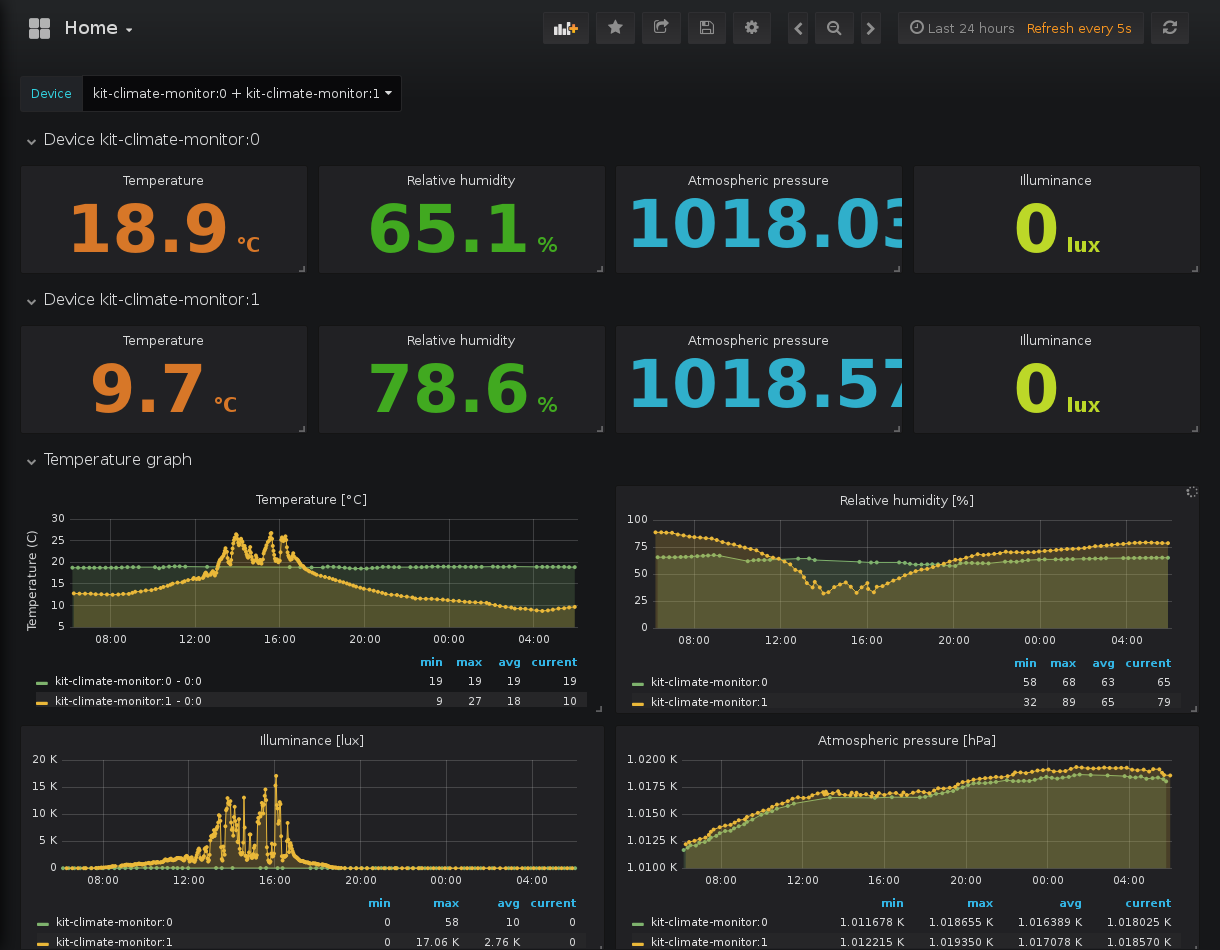 Home
Last 24 hours Refresh every 5s
Device kit-climate-monitor:0 + kit-climate-monitor:1
Device kit-climate-monitor:0
Temperature Relative humidity Atmospheric pressure Illuminance
18.9 °C 65.1 % 1018.03 0 lux
Device kit-climate-monitor:1
Temperature Relative humidity Atmospheric pressure Illuminance
9.7 °C 78.6 % 1018.57 0 lux
Temperature graph
Temperature [°C]
Temperature (C)
30
25
20
15
10
5
08:00 12:00 16:00 20:00 00:00 04:00
min max avg current
kit-climate-monitor:0 - 0:0 19 19 19 19
kit-climate-monitor:1 - 0:0 9 27 18 10
Relative humidity [%]
100
75
50
25
0
08:00 12:00 16:00 20:00 00:00 04:00
min max avg current
kit-climate-monitor:0 58 68 63 65
kit-climate-monitor:1 32 89 65 79
Illuminance [lux]
20 K
15 K
10 K
5 K
0
08:00 12:00 16:00 20:00 00:00 04:00
min max avg current
kit-climate-monitor:0 0 58 10 0
kit-climate-monitor:1 0 17.06 K 2.76 K 0
Atmospheric pressure [hPa]
1.0200 K
1.0175 K
1.0150 K
1.0125 K
1.0100 K
08:00 12:00 16:00 20:00 00:00 04:00
min max avg current
kit-climate-monitor:0 1.011678 K 1.018655 K 1.016389 K 1.018025 K
kit-climate-monitor:1 1.012215 K 1.019350 K 1.017078 K 1.018570 K